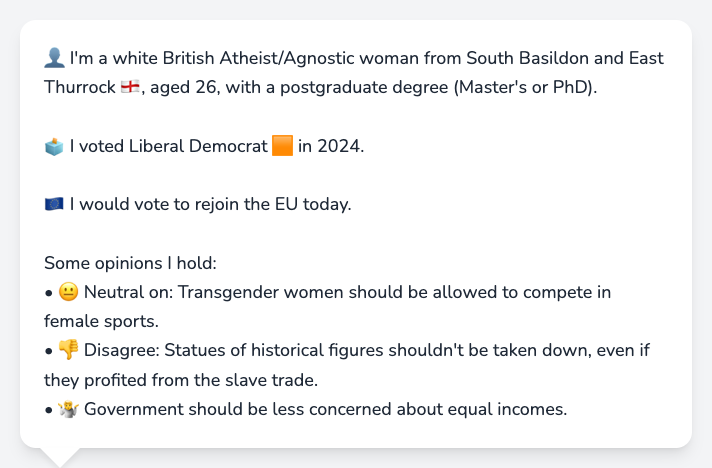 👤 I'm a white British Atheist/Agnostic woman from South Basildon and East
Thurrock 🏴󠁧󠁢󠁥󠁮󠁧󠁿, aged 26, with a postgraduate degree (Master's or PhD).
🗳️ I voted Liberal Democrat 🟧 in 2024.
🇪🇺 I would vote to rejoin the EU today.
Some opinions I hold:
• 😐 Neutral on: Transgender women should be allowed to compete in
female sports.
• 👎 Disagree: Statues of historical figures shouldn't be taken down, even if
they profited from the slave trade.
• 🤷 Government should be less concerned about equal incomes.